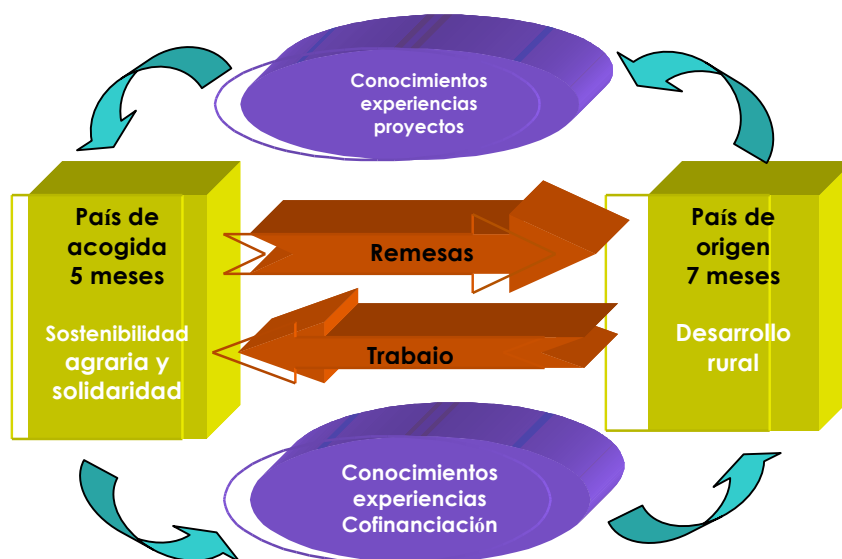 Conocimientos
experiencias
proyectos
País de
acogida
5 meses
Sostenibilidad
agraria y
solidaridad
Remesas
Trabaio
País de
origen
7 meses
Desarrollo
rural
Conocimientos
experiencias
Cofinanciación